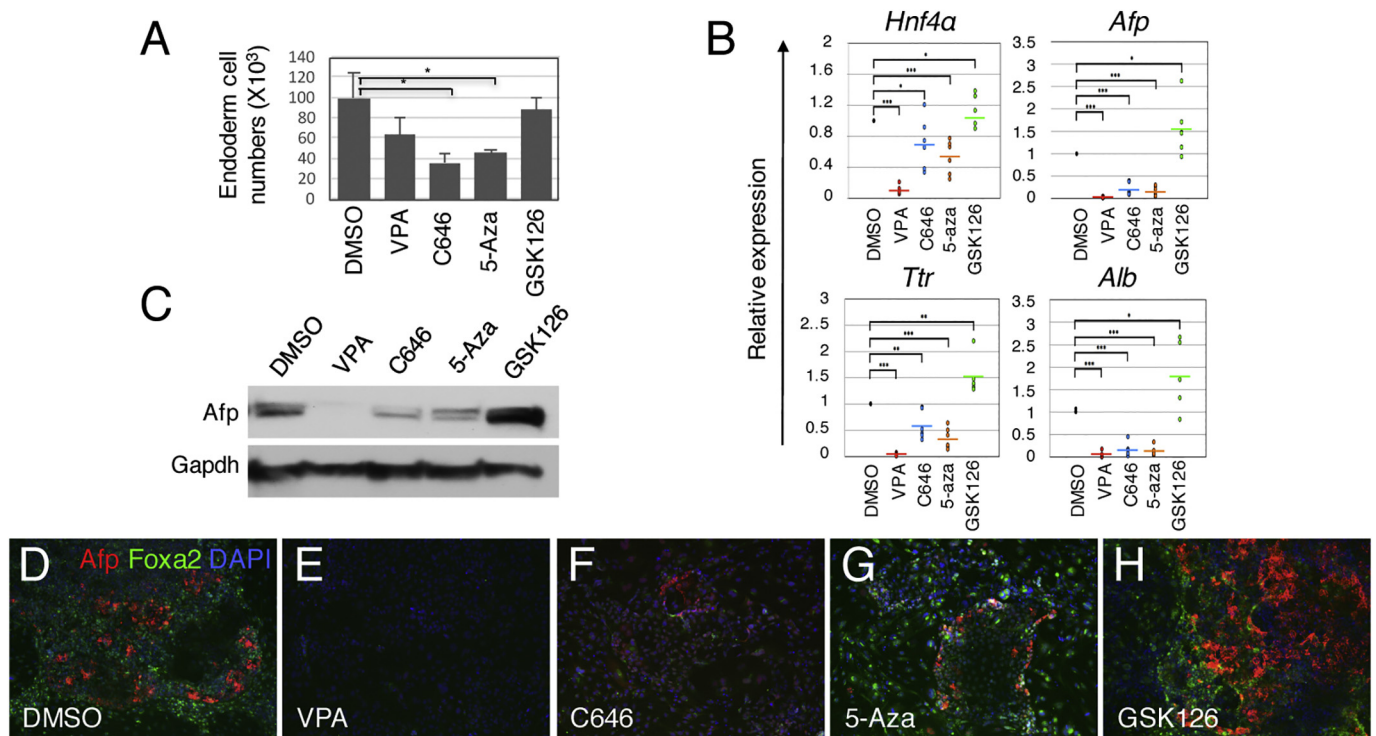 A
Endoderm cell
numbers (X10³)
140
120
100
80
60
40
20
0
*
*
DMSO
VPA
C646
5-Aza
GSK126
B
Relative expression
Hnf4α
2
1.6
1.2
0.8
0.4
0
*
***
*
***
DMSO
VPA
C646
5-aza
GSK126
Afp
3.5
3
2.5
2
1.5
1
0.5
0
*
***
***
***
DMSO
VPA
C646
5-aza
GSK126
Ttr
3
2..5
2
1.5
1
0.5
0
**
***
**
***
DMSO
VPA
C646
5-aza
GSK126
Alb
3.5
3
2.5
2
1.5
1
0.5
0
*
***
***
***
DMSO
VPA
C646
5-aza
GSK126
C
DMSO
VPA
C646
5-Aza
GSK126
Afp
Gapdh
D
Afp Foxa2 DAPI
DMSO
E
VPA
F
C646
G
5-Aza
H
GSK126